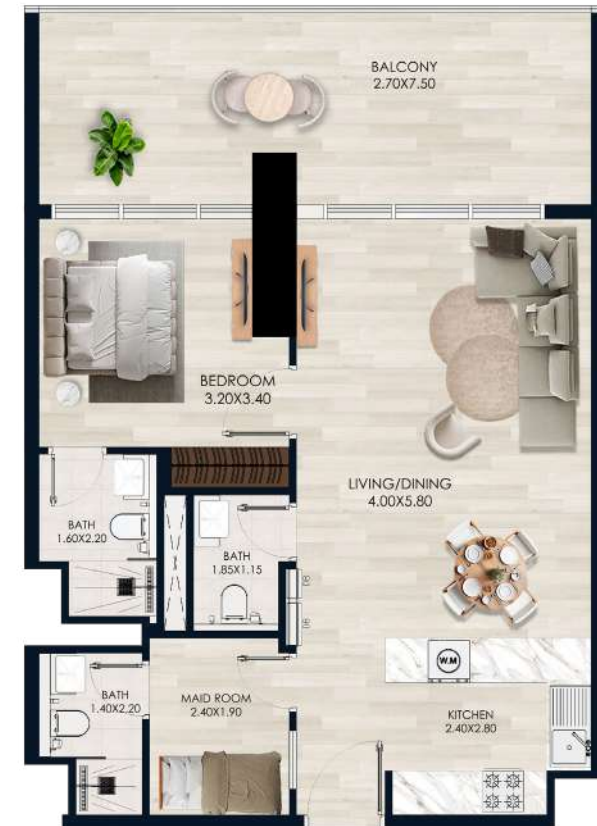 BALCONY
2.70X7.50
BEDROOM
3.20X3.40
LIVING/DINING
4.00X5.80
BATH
1.60X2.20
BATH
1.85X1.15
W.M
BATH
1.40X2.20
MAID ROOM
2.40X1.90
KITCHEN
2.40X2.80